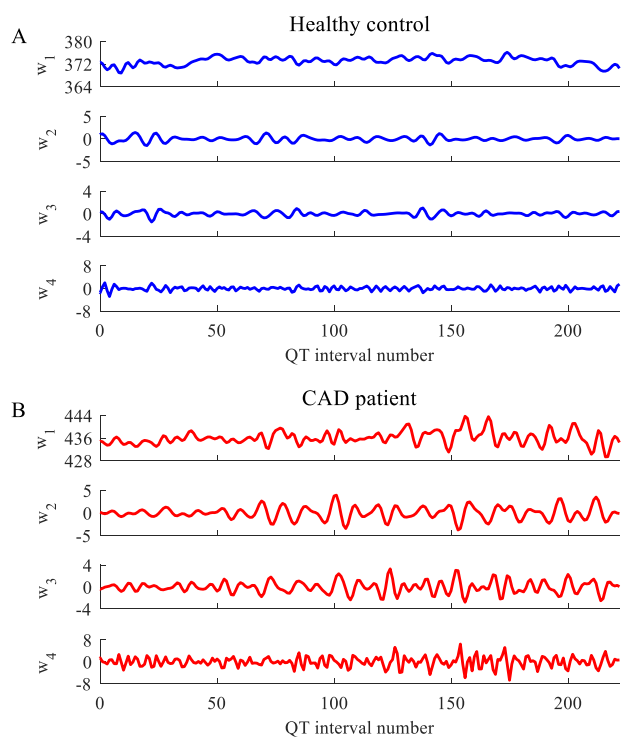 A
Healthy control
w1
380
372
364
w2
5
0
-5
w3
4
0
-4
w4
8
0
-8
0 50 100 150 200
QT interval number
B
CAD patient
w1
444
436
428
w2
5
0
-5
w3
4
0
-4
w4
8
0
-8
0 50 100 150 200
QT interval number